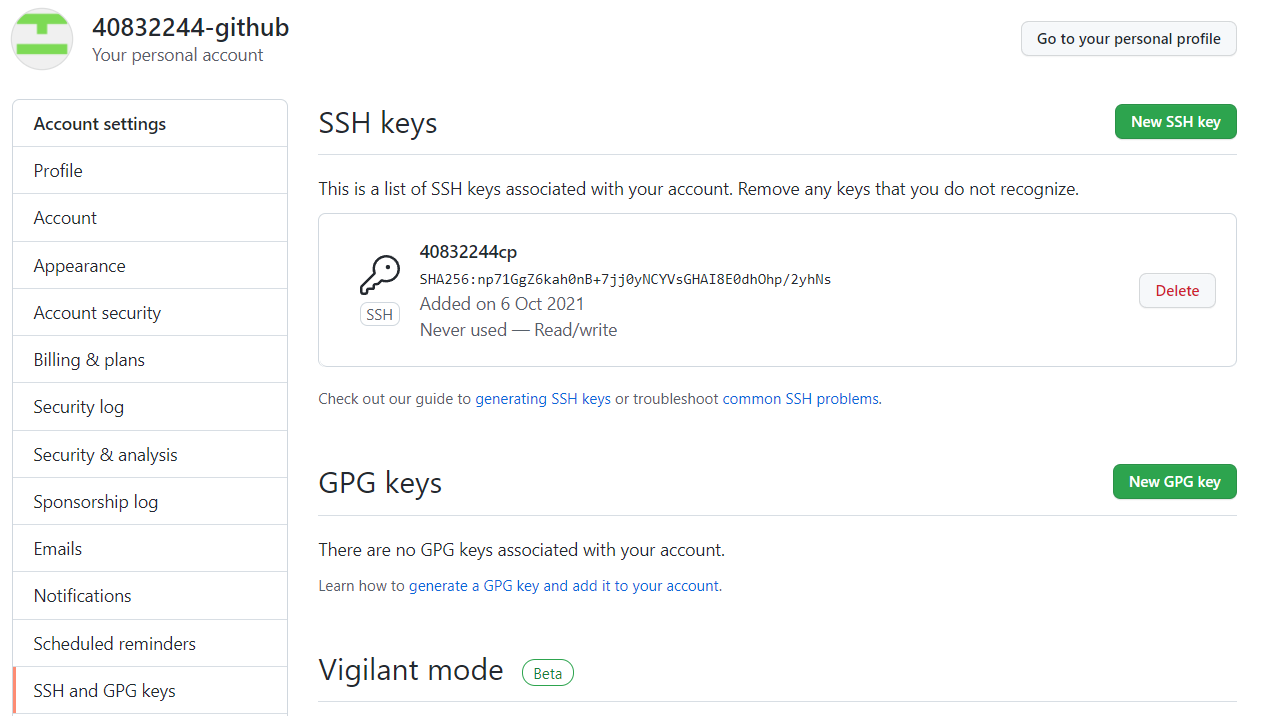 40832244-github
Your personal account
Go to your personal profile
Account settings
Profile
Account
Appearance
Account security
Billing & plans
Security log
Security & analysis
Sponsorship log
Emails
Notifications
Scheduled reminders
SSH and GPG keys
SSH keys
New SSH key
This is a list of SSH keys associated with your account. Remove any keys that you do not recognize.
40832244cp
SHA256:np71GgZ6kah0nB+7jj0yNCYVsGHAI8E0dhOhp/2yhNs
Added on 6 Oct 2021
Never used — Read/write
SSH
Delete
Check out our guide to generating SSH keys or troubleshoot common SSH problems.
GPG keys
New GPG key
There are no GPG keys associated with your account.
Learn how to generate a GPG key and add it to your account.
Vigilant mode Beta